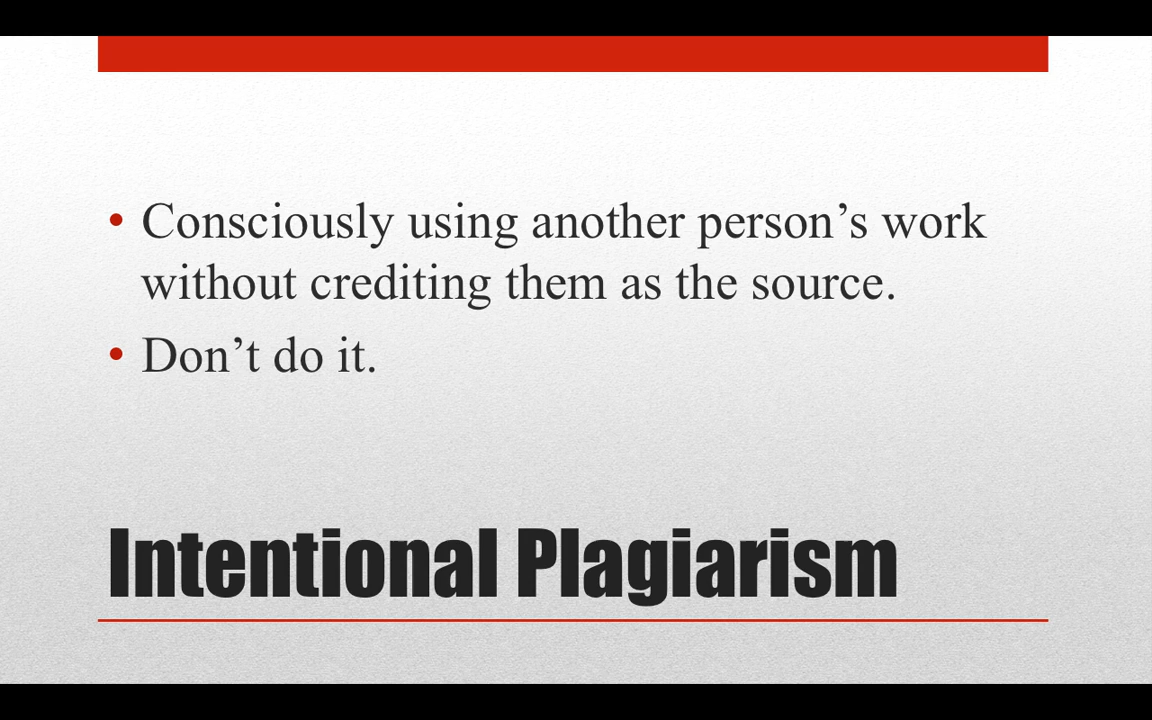 • Consciously using another person’s work
without crediting them as the source.
• Don’t do it.
Intentional Plagiarism